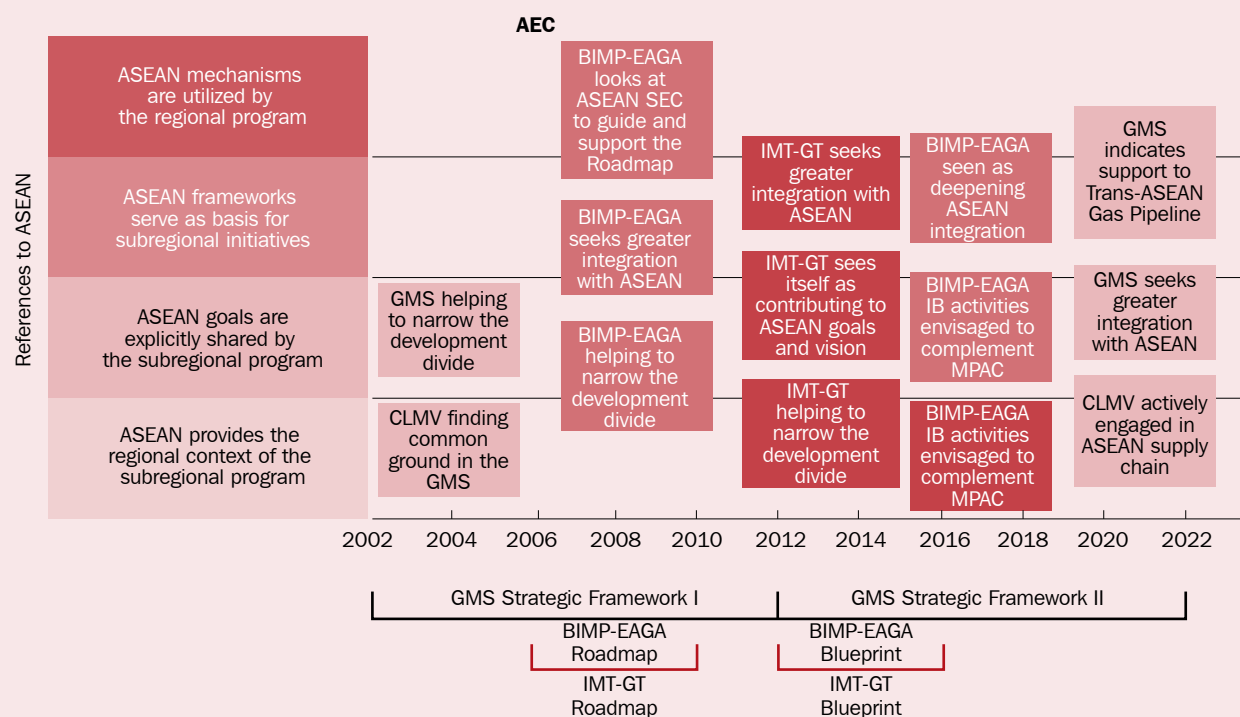 AEC
References to ASEAN
ASEAN mechanisms
are utilized by
the regional program
ASEAN frameworks
serve as basis for
subregional initiatives
ASEAN goals are
explicitly shared by
the subregional program
ASEAN provides the
regional context of the
subregional program
GMS helping
to narrow the
development
divide
CLMV finding
common
ground in the
GMS
BIMP-EAGA
looks at
ASEAN SEC
to guide and
support the
Roadmap
BIMP-EAGA
seeks greater
integration
with ASEAN
BIMP-EAGA
helping to
narrow the
development
divide
IMT-GT seeks
greater
integration with
ASEAN
IMT-GT sees
itself as
contributing to
ASEAN goals
and vision
IMT-GT
helping to
narrow the
development
divide
BIMP-EAGA
seen as
deepening
ASEAN
integration
BIMP-EAGA
IB activities
envisaged to
complement
MPAC
BIMP-EAGA
IB activities
envisaged to
complement
MPAC
GMS
indicates
support to
Trans-ASEAN
Gas Pipeline
GMS seeks
greater
integration
with ASEAN
CLMV actively
engaged in
ASEAN supply
chain
2002 2004 2006 2008 2010 2012 2014 2016 2018 2020 2022
GMS Strategic Framework I
GMS Strategic Framework II
BIMP-EAGA
Roadmap
IMT-GT
Roadmap
BIMP-EAGA
Blueprint
IMT-GT
Blueprint